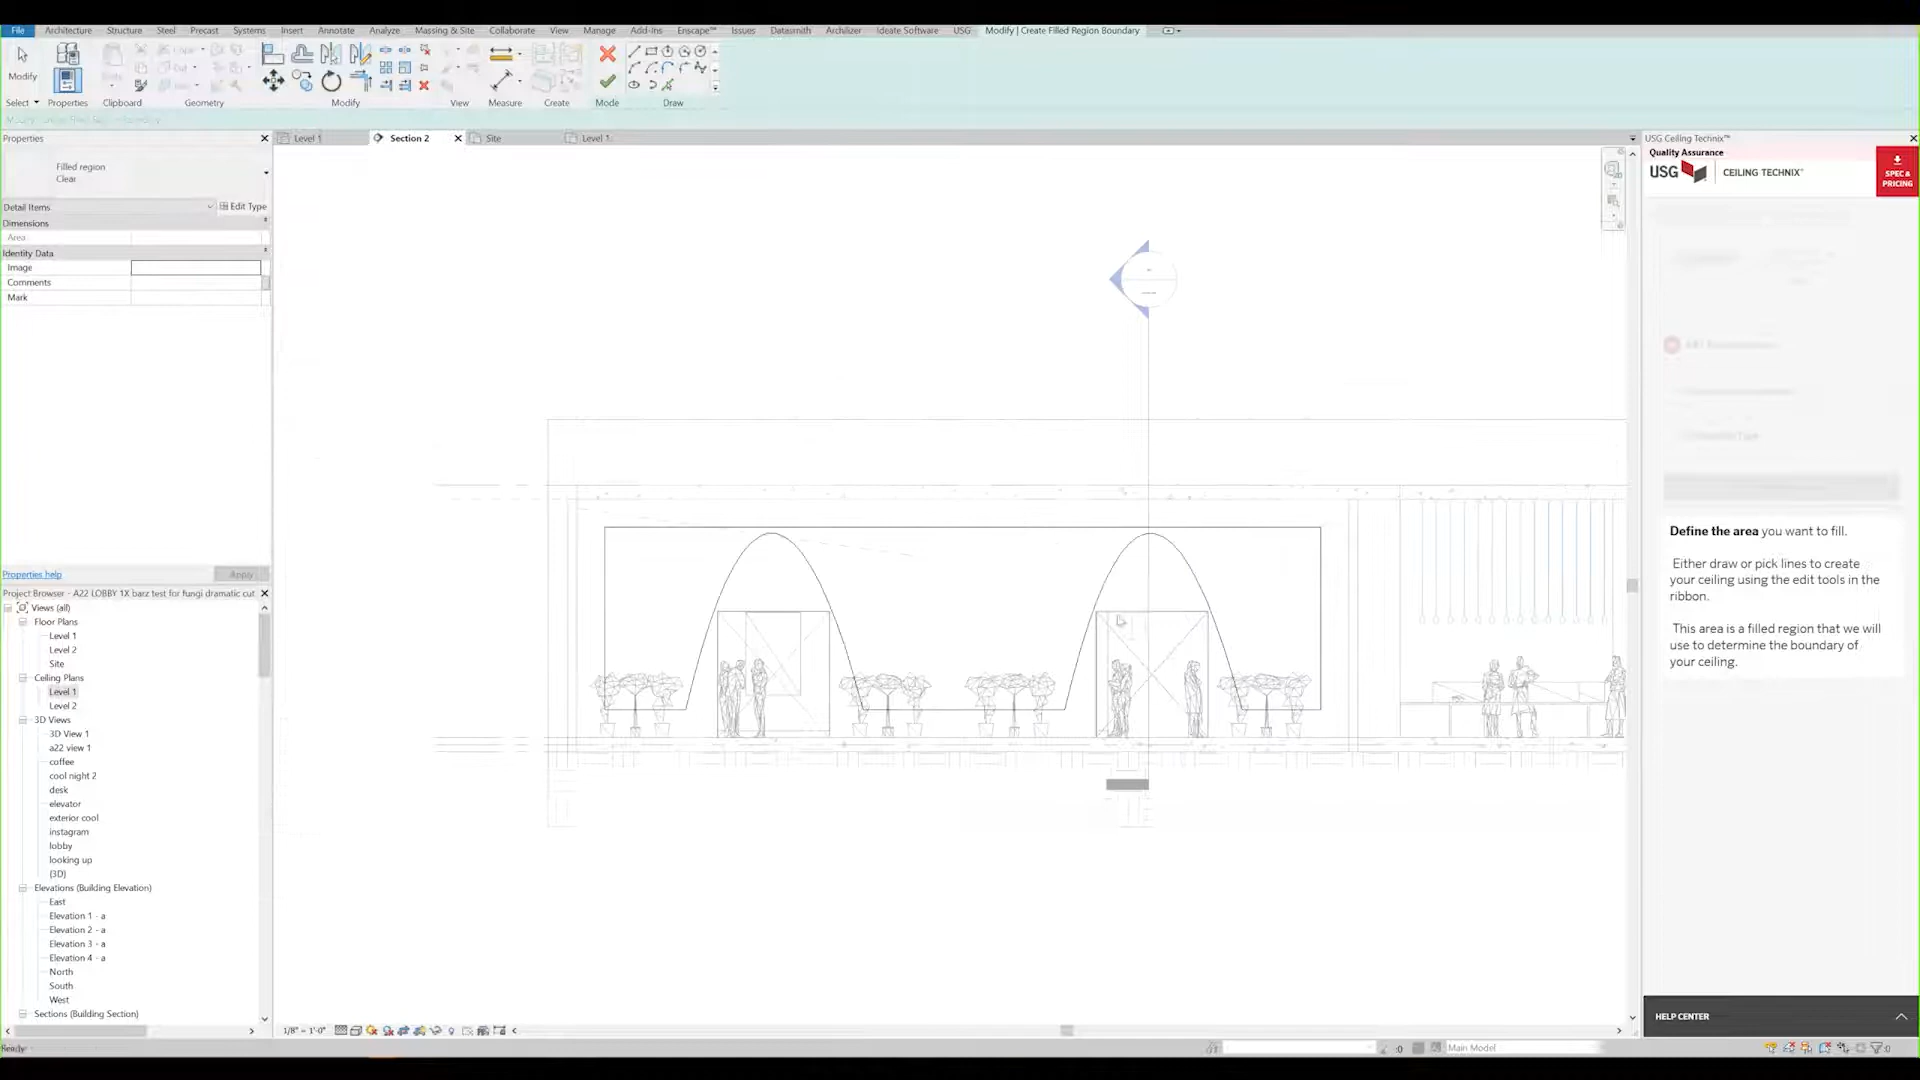 File Architecture Structure Steel Precast Systems Insert Annotate Analyze Massing & Site Collaborate View Manage Add-Ins Enscape™ Issues Datasmith Architizer Ideate Software USG Modify | Create Filled Region Boundary
Modify
Select Properties Clipboard Geometry Modify View Measure Create Mode Draw
Properties
Level 1
Section 2
Site
Level 1
USG Ceiling Technix™
Quality Assurance
USG CEILING TECHNIX™
SPEC &
PRICING
Filled region
Clear
Detail Items
Edit Type
Dimensions
Area
Identity Data
Image
Comments
Mark
Properties help
Apply
Project Browser - A22 LOBBY 1X barz test for fungi dramatic cut
Views (all)
Floor Plans
Level 1
Level 2
Site
Ceiling Plans
Level 1
Level 2
3D Views
3D View 1
a22 view 1
coffee
cool night 2
desk
elevator
exterior cool
instagram
lobby
looking up
(3D)
Elevations (Building Elevation)
East
Elevation 1 - a
Elevation 2 - a
Elevation 3 - a
Elevation 4 - a
North
South
West
Sections (Building Section)
Define the area you want to fill.
Either draw or pick lines to create
your ceiling using the edit tools in the
ribbon.
This area is a filled region that we will
use to determine the boundary of
your ceiling.
HELP CENTER
1/8" = 1'-0"
Ready
:0
Main Model
:0